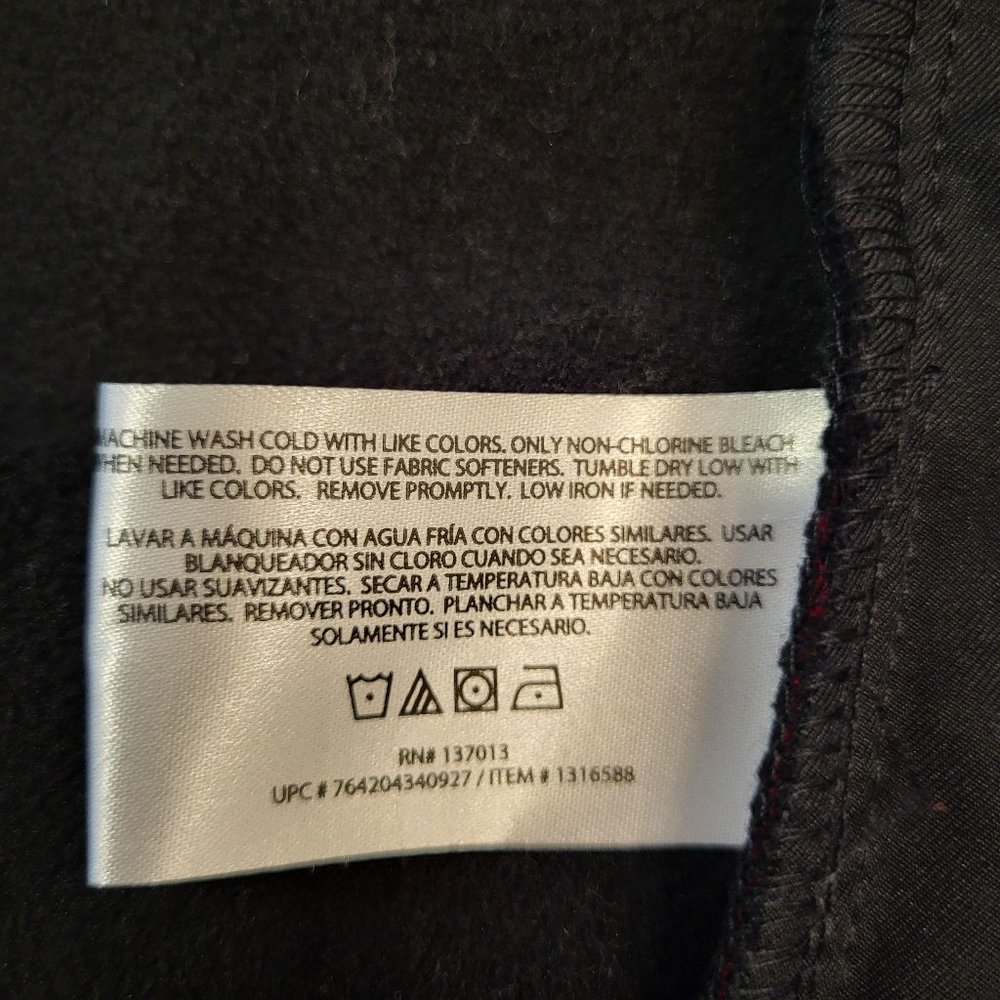 MACHINE WASH COLD WITH LIKE COLORS. ONLY NON-CHLORINE BLEACH
WHEN NEEDED. DO NOT USE FABRIC SOFTENERS. TUMBLE DRY LOW WITH
LIKE COLORS. REMOVE PROMPTLY. LOW IRON IF NEEDED.
LAVAR A MÁQUINA CON AGUA FRÍA CON COLORES SIMILARES. USAR
BLANQUEADOR SIN CLORO CUANDO SEA NECESARIO.
NO USAR SUAVIZANTES. SECAR A TEMPERATURA BAJA CON COLORES
SIMILARES. REMOVER PRONTO. PLANCHAR A TEMPERATURA BAJA
SOLAMENTE SI ES NECESARIO.
RN# 137013
UPC # 764204340927 / ITEM # 1316588